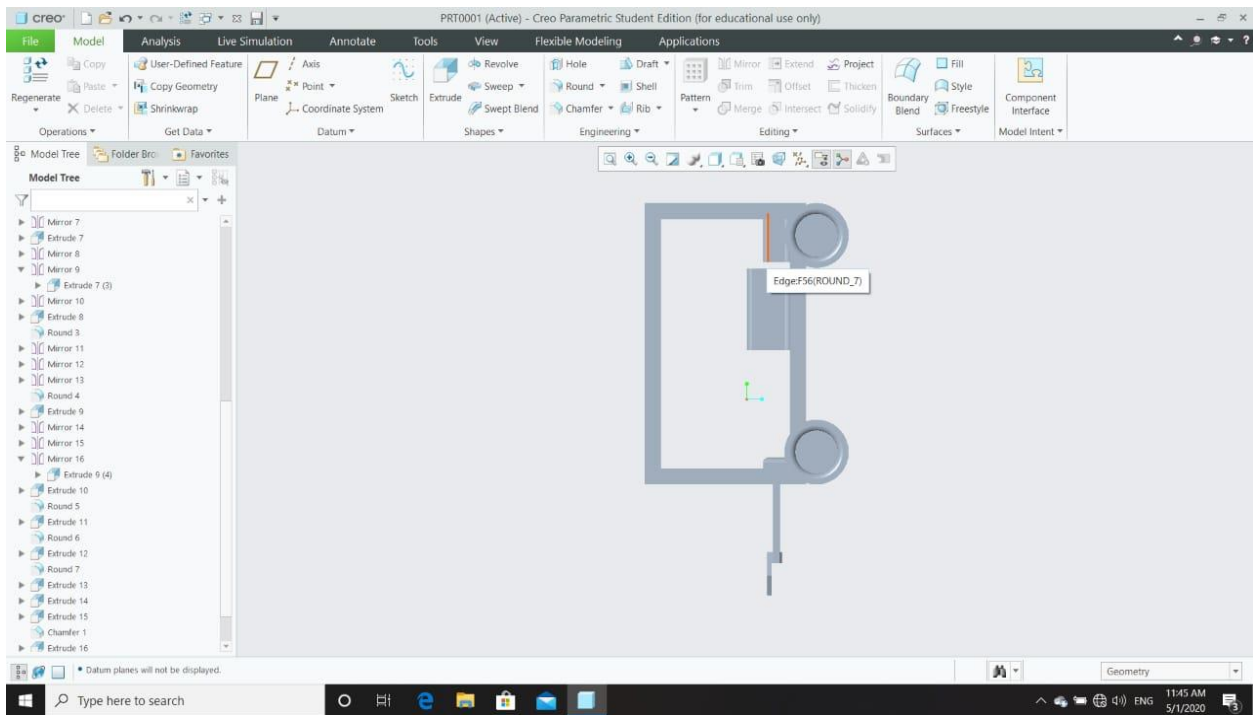 creo®
PRT0001 (Active) - Creo Parametric Student Edition (for educational use only)
File Model Analysis Live Simulation Annotate Tools View Flexible Modeling Applications
Regenerate
Copy
Paste
Delete
User-Defined Feature
Copy Geometry
Shrinkwrap
Plane
Axis
Point
Coordinate System
Sketch
Extrude
Revolve
Sweep
Swept Blend
Hole
Round
Chamfer
Draft
Shell
Rib
Pattern
Mirror
Extend
Project
Trim
Offset
Thicken
Merge
Intersect
Solidify
Boundary
Blend
Fill
Style
Freestyle
Component
Interface
Operations Get Data Datum Shapes Engineering Editing Surfaces Model Intent
Model Tree Folder Bro Favorites
Model Tree
Mirror 7
Extrude 7
Mirror 8
Mirror 9
Extrude 7 (3)
Mirror 10
Extrude 8
Round 3
Mirror 11
Mirror 12
Mirror 13
Round 4
Extrude 9
Mirror 14
Mirror 15
Mirror 16
Extrude 9 (4)
Extrude 10
Round 5
Extrude 11
Round 6
Extrude 12
Round 7
Extrude 13
Extrude 14
Extrude 15
Chamfer 1
Extrude 16
Edge:F56(ROUND_7)
• Datum planes will not be displayed.
Geometry
Type here to search
ENG
11:45 AM
5/1/2020
3